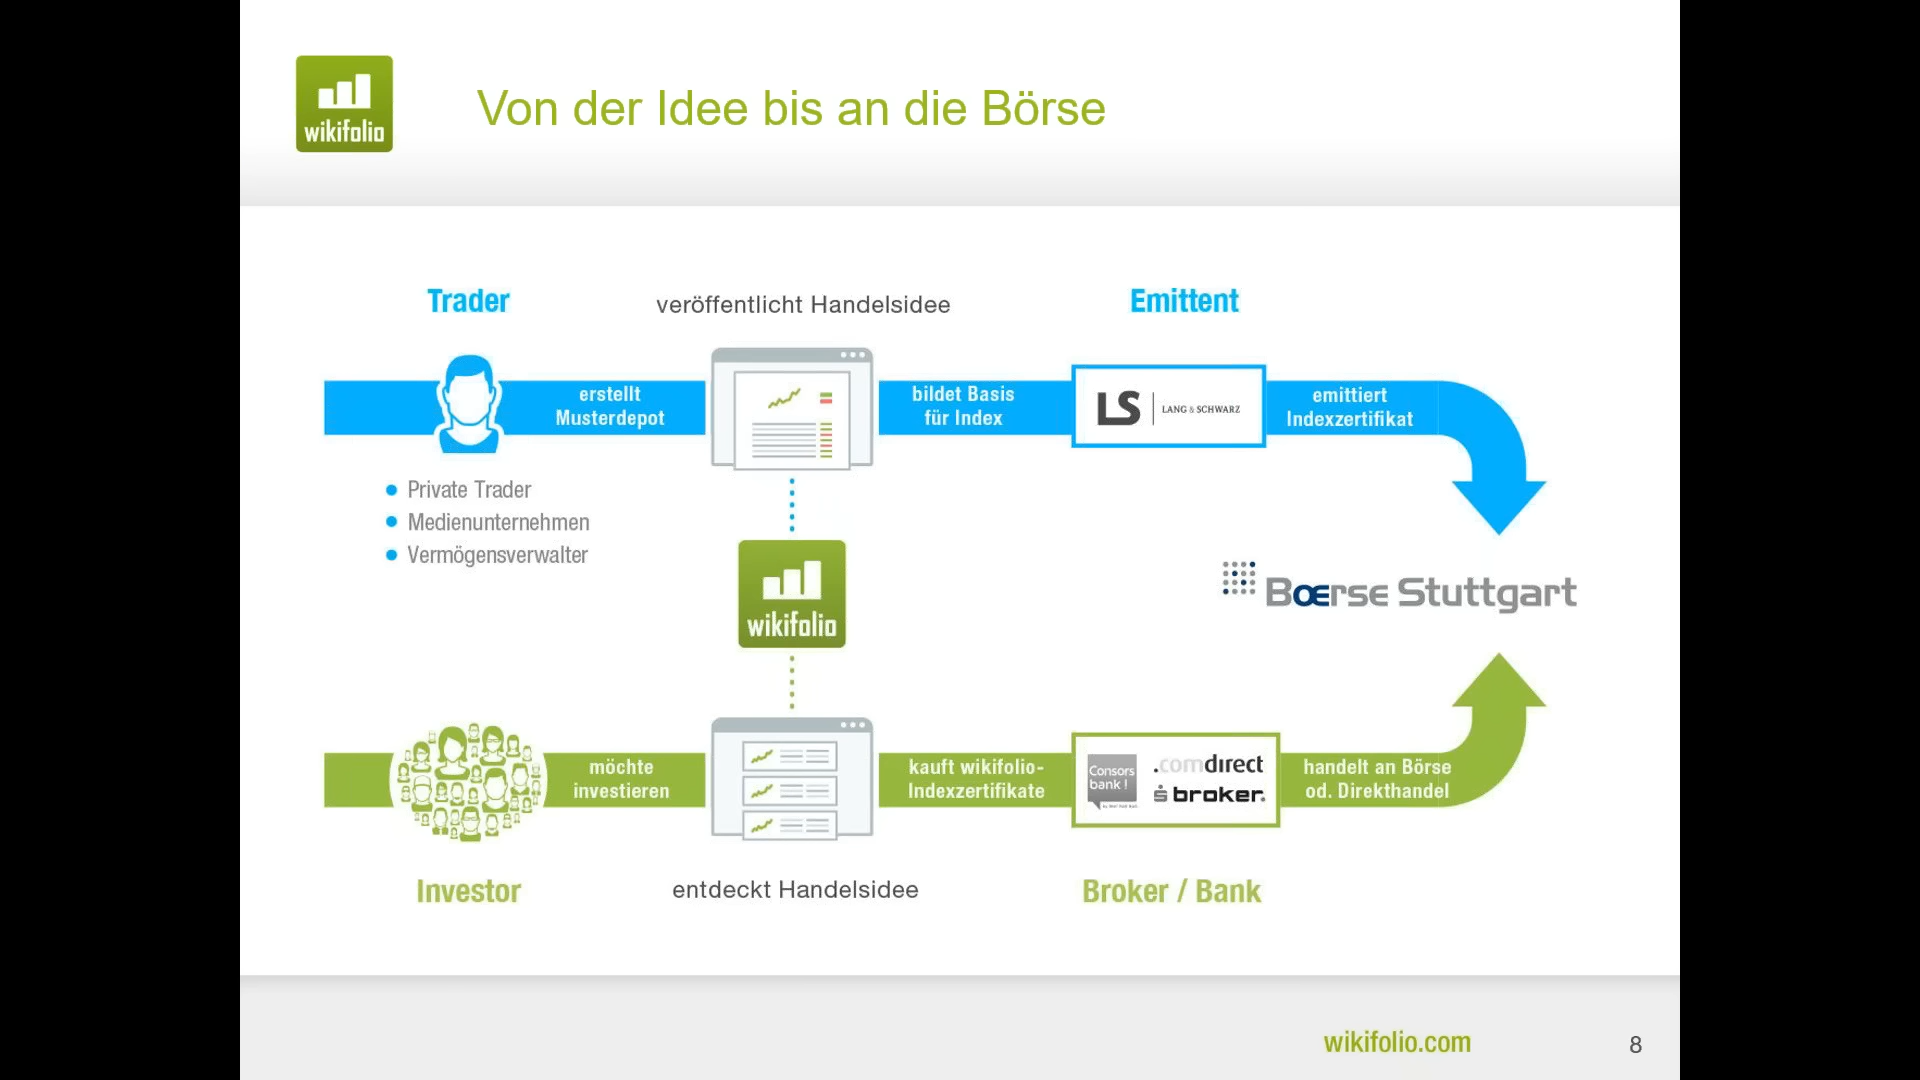 wikifolio
Von der Idee bis an die Börse
Trader
veröffentlicht Handelsidee
Emittent
erstellt
Musterdepot
bildet Basis
für Index
LS LANG & SCHWARZ
emittiert
Indexzertifikat
Private Trader
Medienunternehmen
Vermögensverwalter
wikifolio
Bœrse Stuttgart
möchte
investieren
kauft wikifolio-
Indexzertifikate
Consors
bank!
.comdirect
broker.
handelt an Börse
od. Direkthandel
Investor
entdeckt Handelsidee
Broker / Bank
wikifolio.com
8